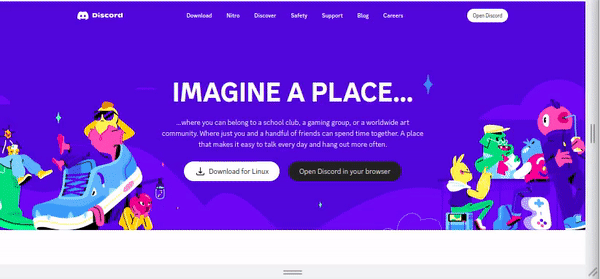 Discord
Download Nitro Discover Safety Support Blog Careers
Open Discord
IMAGINE A PLACE...
...where you can belong to a school club, a gaming group, or a worldwide art
community. Where just you and a handful of friends can spend time together. A place
that makes it easy to talk every day and hang out more often.
Download for Linux
Open Discord in your browser